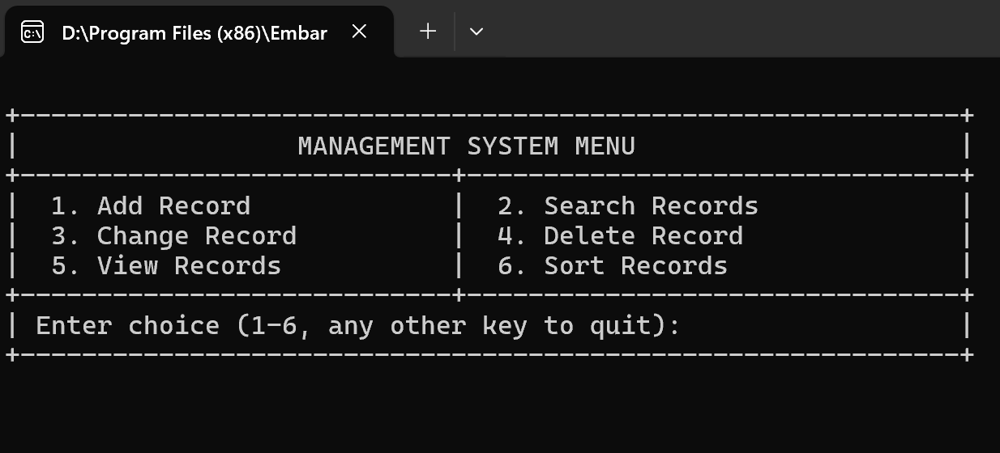 D:\Program Files (x86)\Embar
MANAGEMENT SYSTEM MENU
1. Add Record | 2. Search Records
3. Change Record | 4. Delete Record
5. View Records | 6. Sort Records
Enter choice (1-6, any other key to quit):